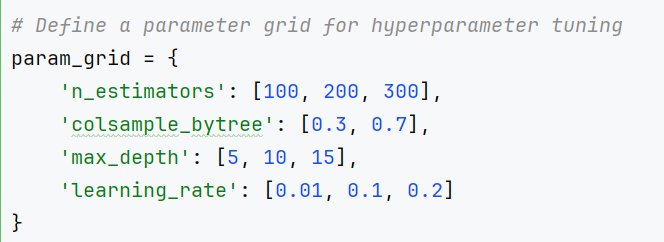 # Define a parameter grid for hyperparameter tuning
param_grid = {
    'n_estimators': [100, 200, 300],
    'colsample_bytree': [0.3, 0.7],
    'max_depth': [5, 10, 15],
    'learning_rate': [0.01, 0.1, 0.2]
}